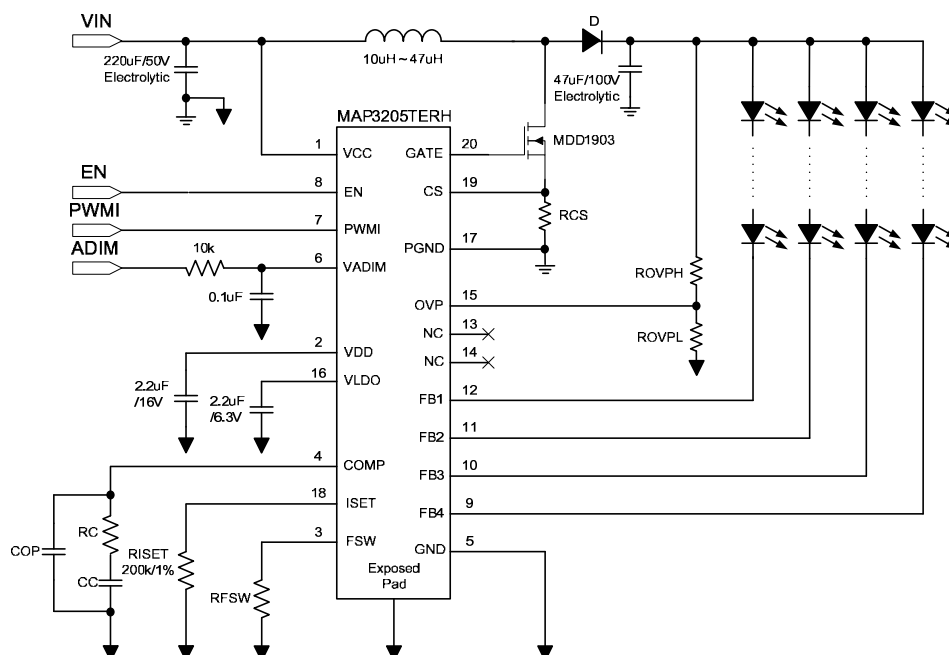 VIN
D
220uF/50V
Electrolytic
10uH~47uH
47uF/100V
Electrolytic
MAP3205TERH
MDD1903
1
VCC
GATE
20
EN
8
EN
CS
19
RCS
PWMI
7
PWMI
PGND
17
ADIM
10k
6
VADIM
0.1uF
ROVPH
OVP
15
NC
13
ROVPL
NC
14
2
VDD
16
VLDO
2.2uF
/16V
2.2uF
/6.3V
FB1
12
FB2
11
4
COMP
FB3
10
18
ISET
FB4
9
RC
COP
CC
RISET
200k/1%
3
FSW
GND
5
RFSW
Exposed
Pad